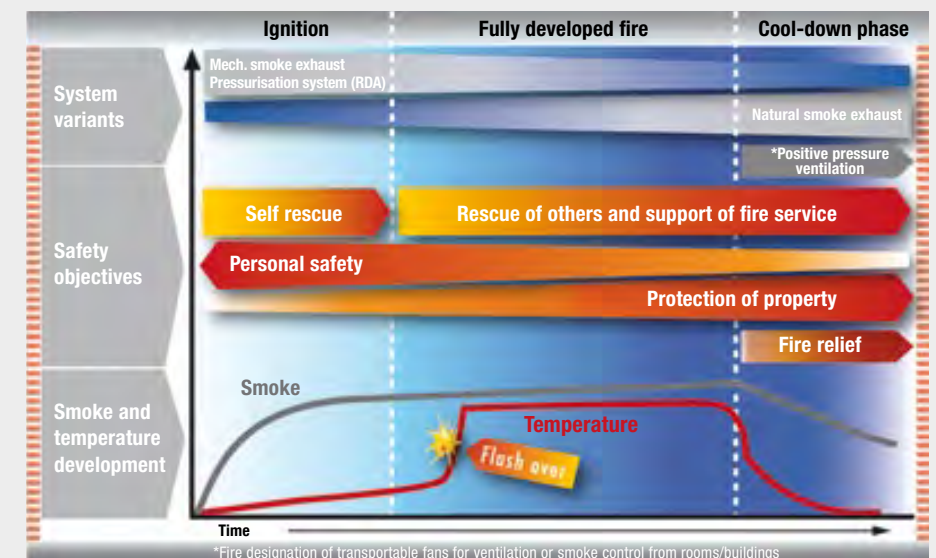 Ignition
Fully developed fire
Cool-down phase
System
variants
Mech. smoke exhaust
Pressurisation system (RDA)
Natural smoke exhaust
*Positive pressure
ventilation
Safety
objectives
Self rescue
Rescue of others and support of fire service
Personal safety
Protection of property
Fire relief
Smoke and
temperature
development
Smoke
Temperature
Flash over
Time
*Fire designation of transportable fans for ventilation or smoke control from rooms/buildings